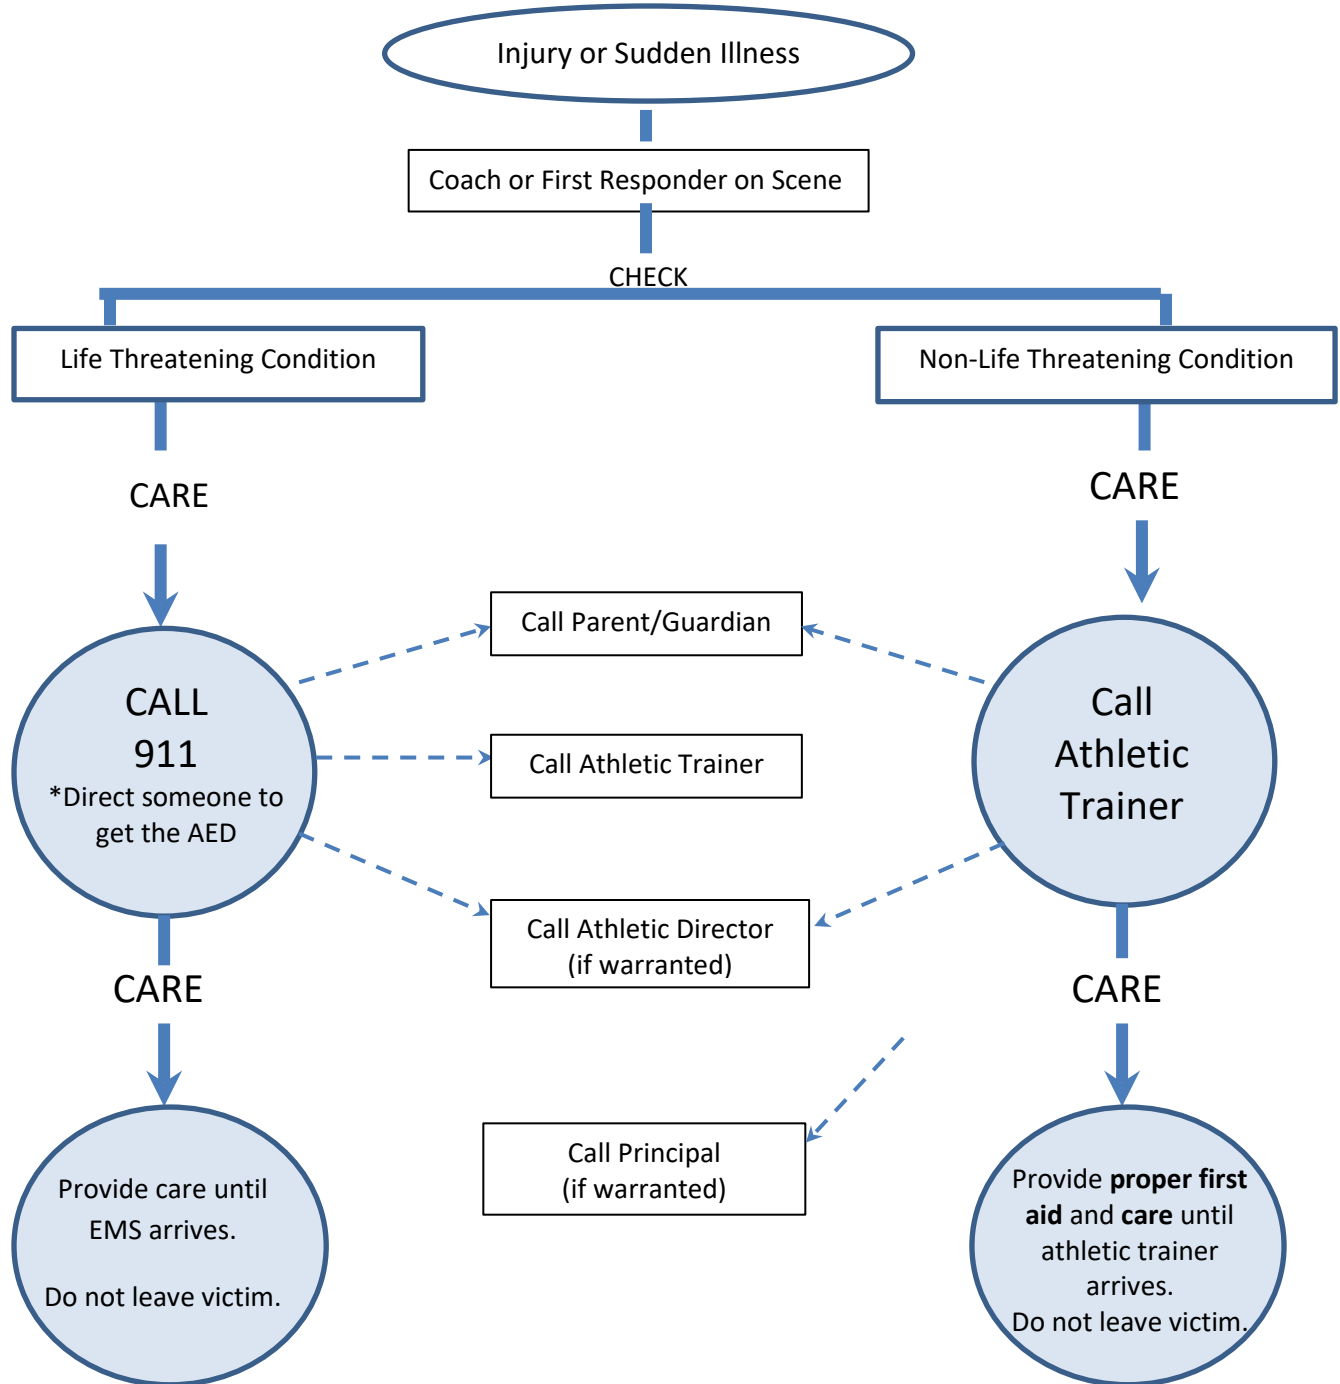 Injury or Sudden Illness
Coach or First Responder on Scene
CHECK
Life Threatening Condition
Non-Life Threatening Condition
CARE
CARE
Call Parent/Guardian
CALL
911
*Direct someone to
get the AED
Call Athletic Trainer
Call
Athletic
Trainer
Call Athletic Director
(if warranted)
CARE
CARE
Call Principal
(if warranted)
Provide care until
EMS arrives.
Do not leave victim.
Provide proper first
aid and care until
athletic trainer
arrives.
Do not leave victim.